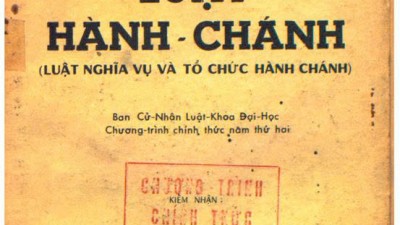 LUẬT
HÀNH - CHÁNH
(LUẬT NGHĨA VỤ VÀ TỔ CHỨC HÀNH CHÁNH)
Ban Cử-Nhân Luật-Khoa Đại-Học
Chương-trình chính thức năm thứ hai
CHƯƠNG TRÌNH
KIỂM NHẬN :
CHÍNH THỨC